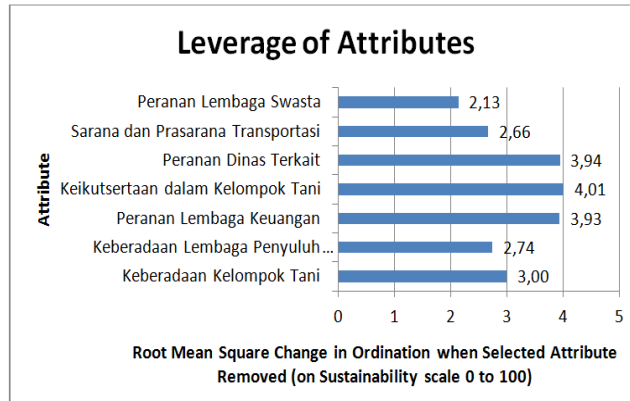 Leverage of Attributes
Attribute
Peranan Lembaga Swasta 2,13
Sarana dan Prasarana Transportasi 2,66
Peranan Dinas Terkait 3,94
Keikutsertaan dalam Kelompok Tani 4,01
Peranan Lembaga Keuangan 3,93
Keberadaan Lembaga Penyuluh ... 2,74
Keberadaan Kelompok Tani 3,00
0 1 2 3 4 5
Root Mean Square Change in Ordination when Selected Attribute
Removed (on Sustainability scale 0 to 100)